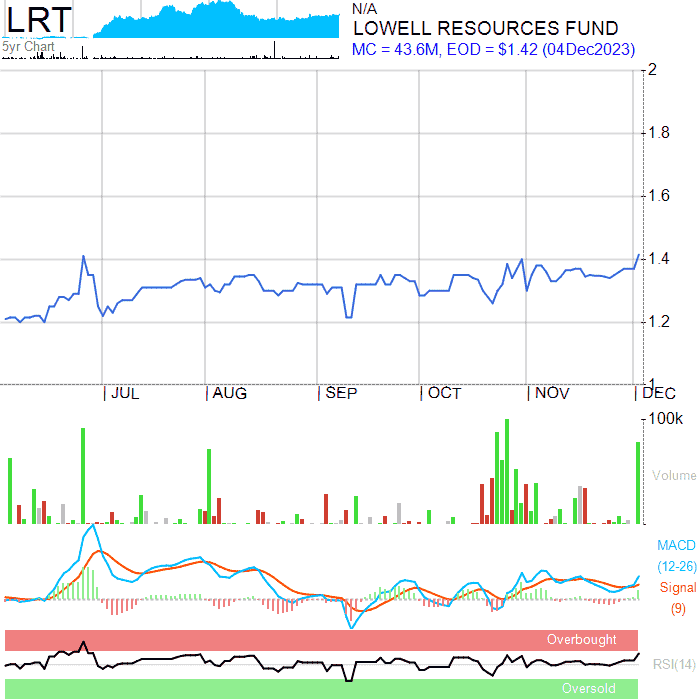 LRT
N/A
LOWELL RESOURCES FUND
5yr Chart
MC = 43.6M, EOD = $1.42 (04Dec2023)
2
1.8
1.6
1.4
1.2
1
JUL AUG SEP OCT NOV DEC
100k
Volume
MACD
(12-26)
Signal
(9)
Overbought
RSI(14)
Oversold